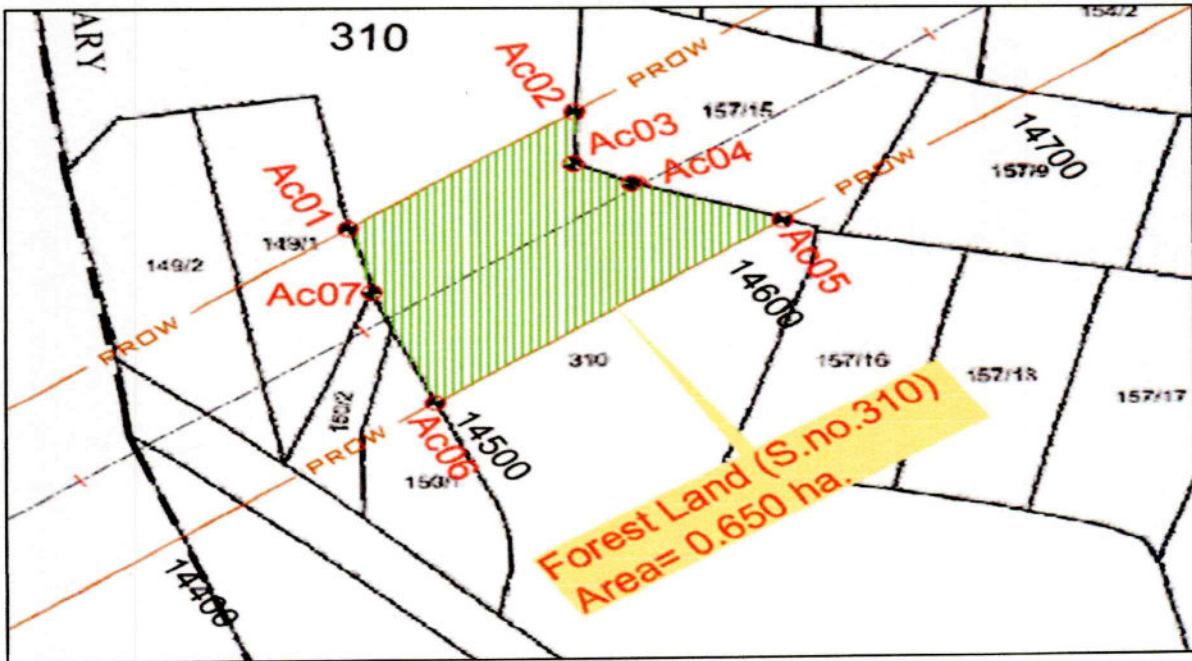 ARY
310
154/2
PROW
Ac02
157/15
Ac03
14700
Ac04
157/9
PROW
Ac01
149/1
149/2
Ac05
Ac07
14600
PROW
310
157/16
157/18
157/17
150/2
PROW
Ac06
14500
150/1
Forest Land (S.no.310)
Area= 0.650 ha.
14400